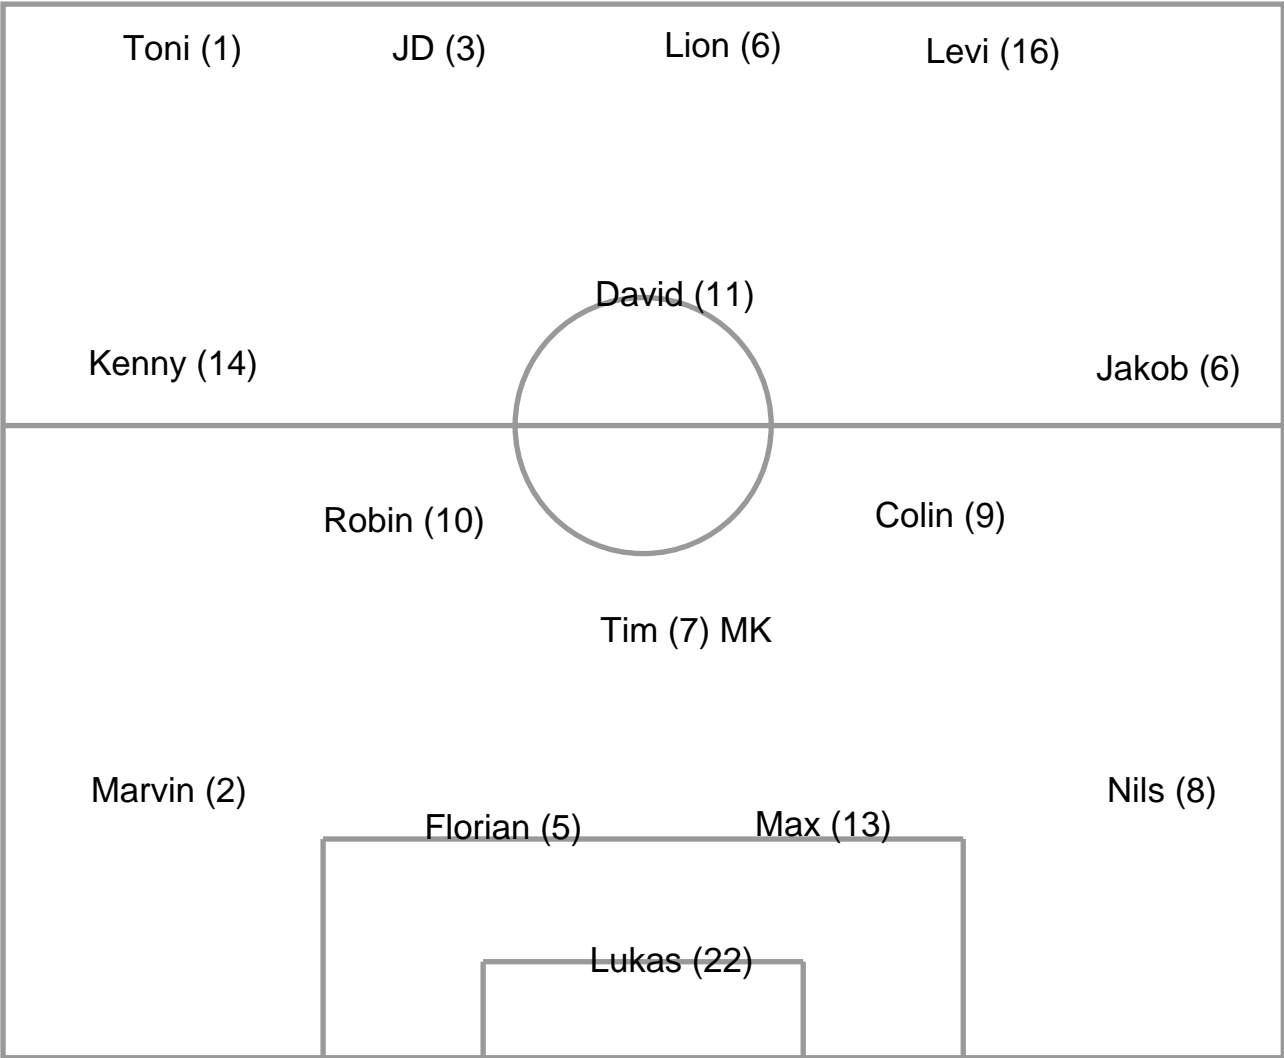 Toni (1)
JD (3)
Lion (6)
Levi (16)
David (11)
Kenny (14)
Jakob (6)
Robin (10)
Colin (9)
Tim (7) MK
Marvin (2)
Nils (8)
Florian (5)
Max (13)
Lukas (22)